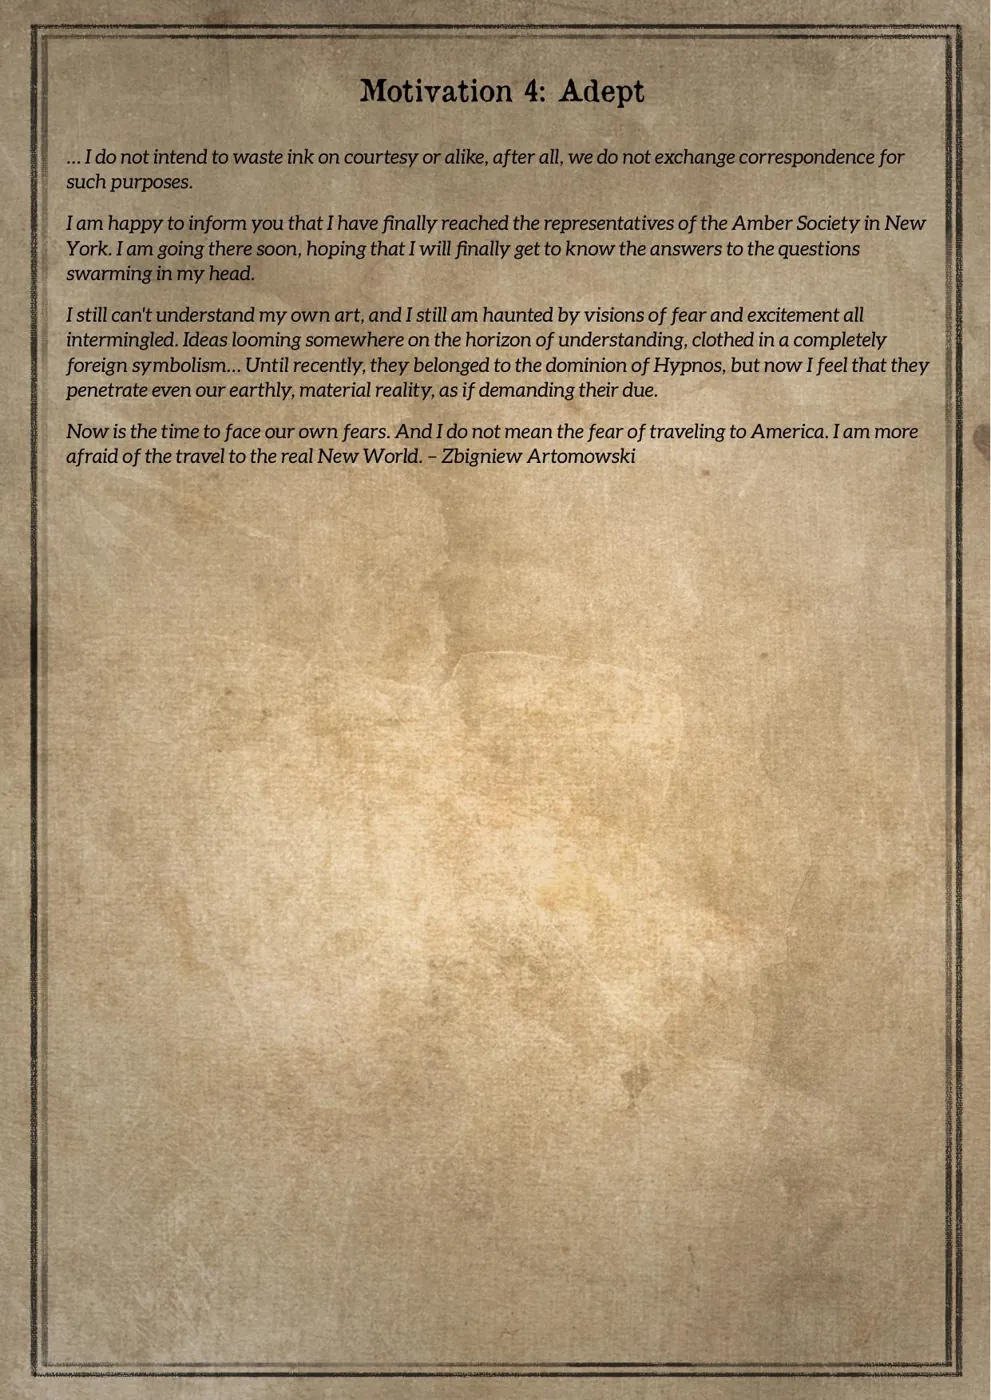 Motivation 4: Adept
… I do not intend to waste ink on courtesy or alike, after all, we do not exchange correspondence for
such purposes.
I am happy to inform you that I have finally reached the representatives of the Amber Society in New
York. I am going there soon, hoping that I will finally get to know the answers to the questions
swarming in my head.
I still can't understand my own art, and I still am haunted by visions of fear and excitement all
intermingled. Ideas looming somewhere on the horizon of understanding, clothed in a completely
foreign symbolism… Until recently, they belonged to the dominion of Hypnos, but now I feel that they
penetrate even our earthly, material reality, as if demanding their due.
Now is the time to face our own fears. And I do not mean the fear of traveling to America. I am more
afraid of the travel to the real New World. – Zbigniew Artomowski